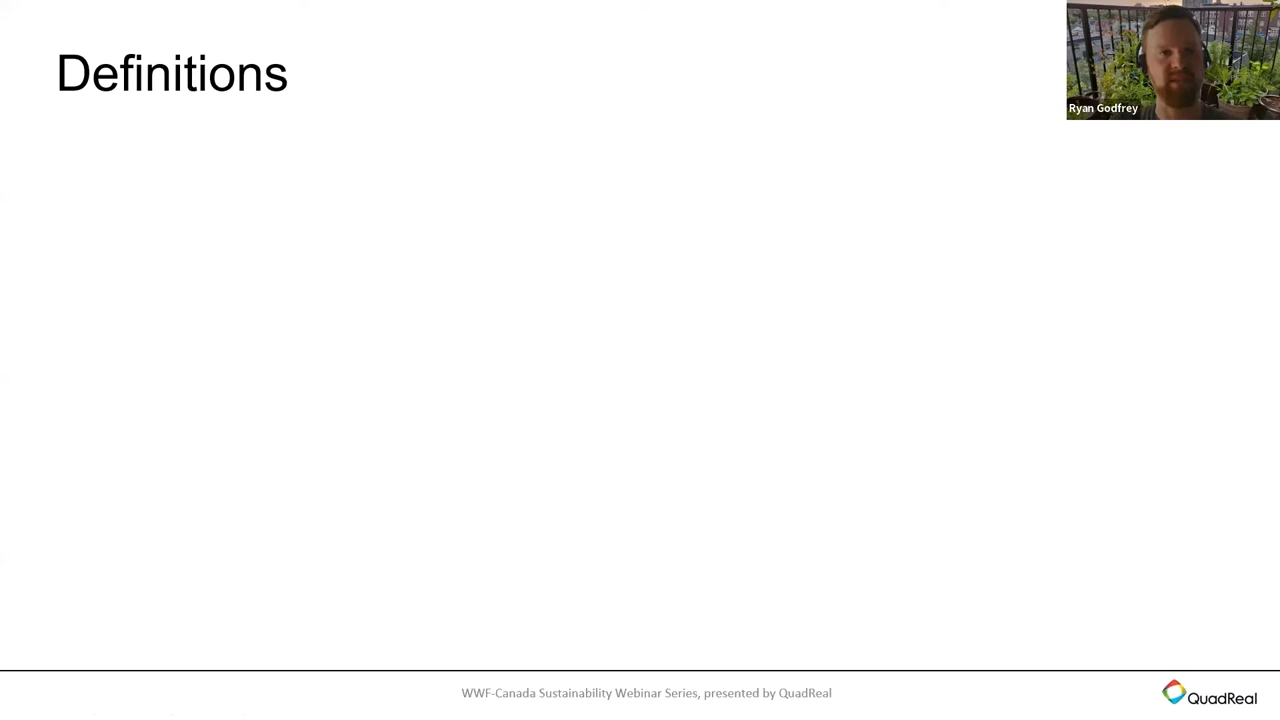 Definitions
Ryan Godfrey
WWF-Canada Sustainability Webinar Series, presented by QuadReal
QuadReal